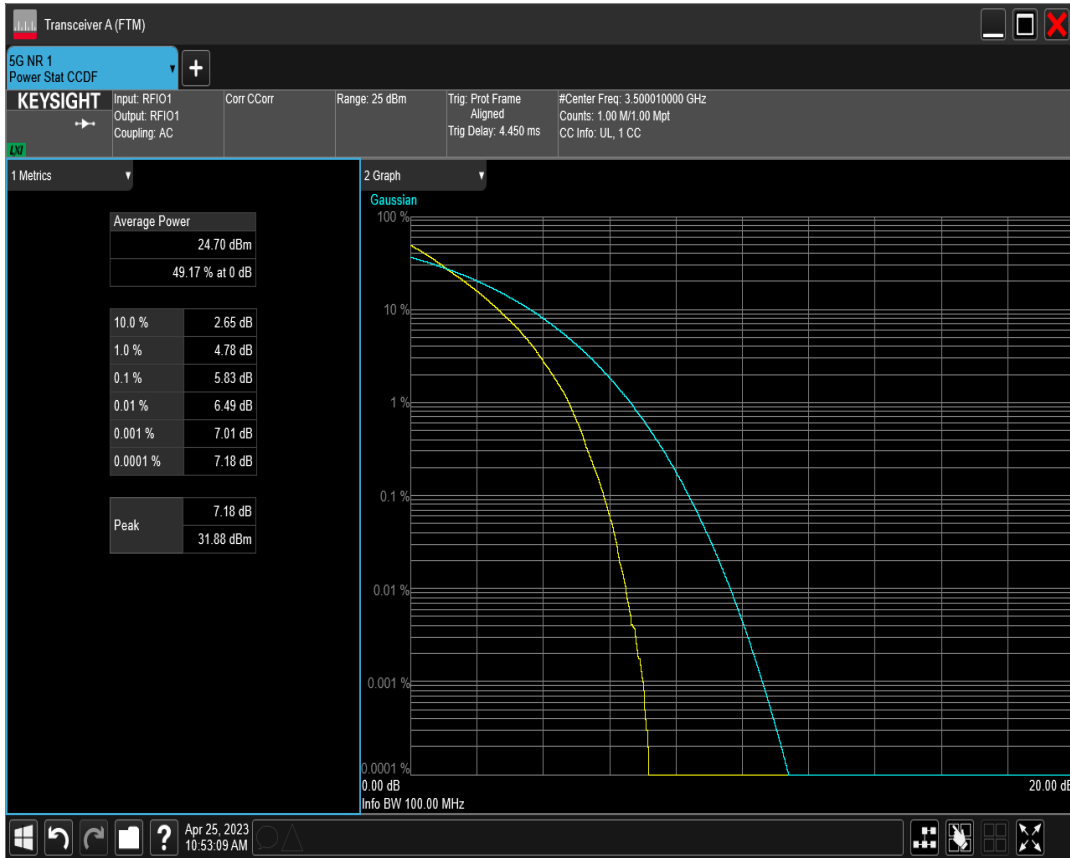 Transceiver A (FTM)
5G NR 1
Power Stat CCDF
+
KEYSIGHT
LXI
Input: RFIO1
Output: RFIO1
Coupling: AC
Corr CCorr
Range: 25 dBm
Trig: Prot Frame
Aligned
Trig Delay: 4.450 ms
#Center Freq: 3.500010000 GHz
Counts: 1.00 M/1.00 Mpt
CC Info: UL, 1 CC
1 Metrics
Average Power
24.70 dBm
49.17 % at 0 dB
10.0 % 2.65 dB
1.0 % 4.78 dB
0.1 % 5.83 dB
0.01 % 6.49 dB
0.001 % 7.01 dB
0.0001 % 7.18 dB
Peak 7.18 dB
31.88 dBm
2 Graph
Gaussian
100 %
10 %
1 %
0.1 %
0.01 %
0.001 %
0.0001 %
0.00 dB 20.00 dB
Info BW 100.00 MHz
?
Apr 25, 2023
10:53:09 AM